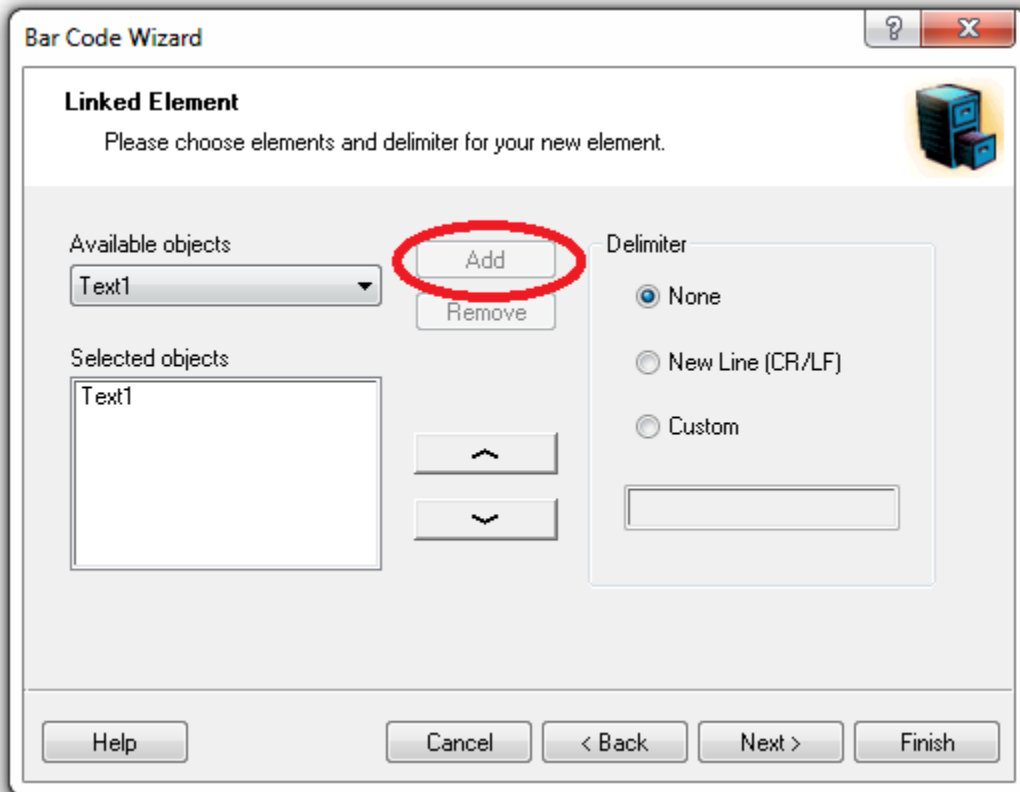 Bar Code Wizard
Linked Element
Please choose elements and delimiter for your new element.
Available objects
Text1
Add
Remove
Selected objects
Text1
Delimiter
None
New Line (CR/LF)
Custom
Help
Cancel
< Back
Next >
Finish